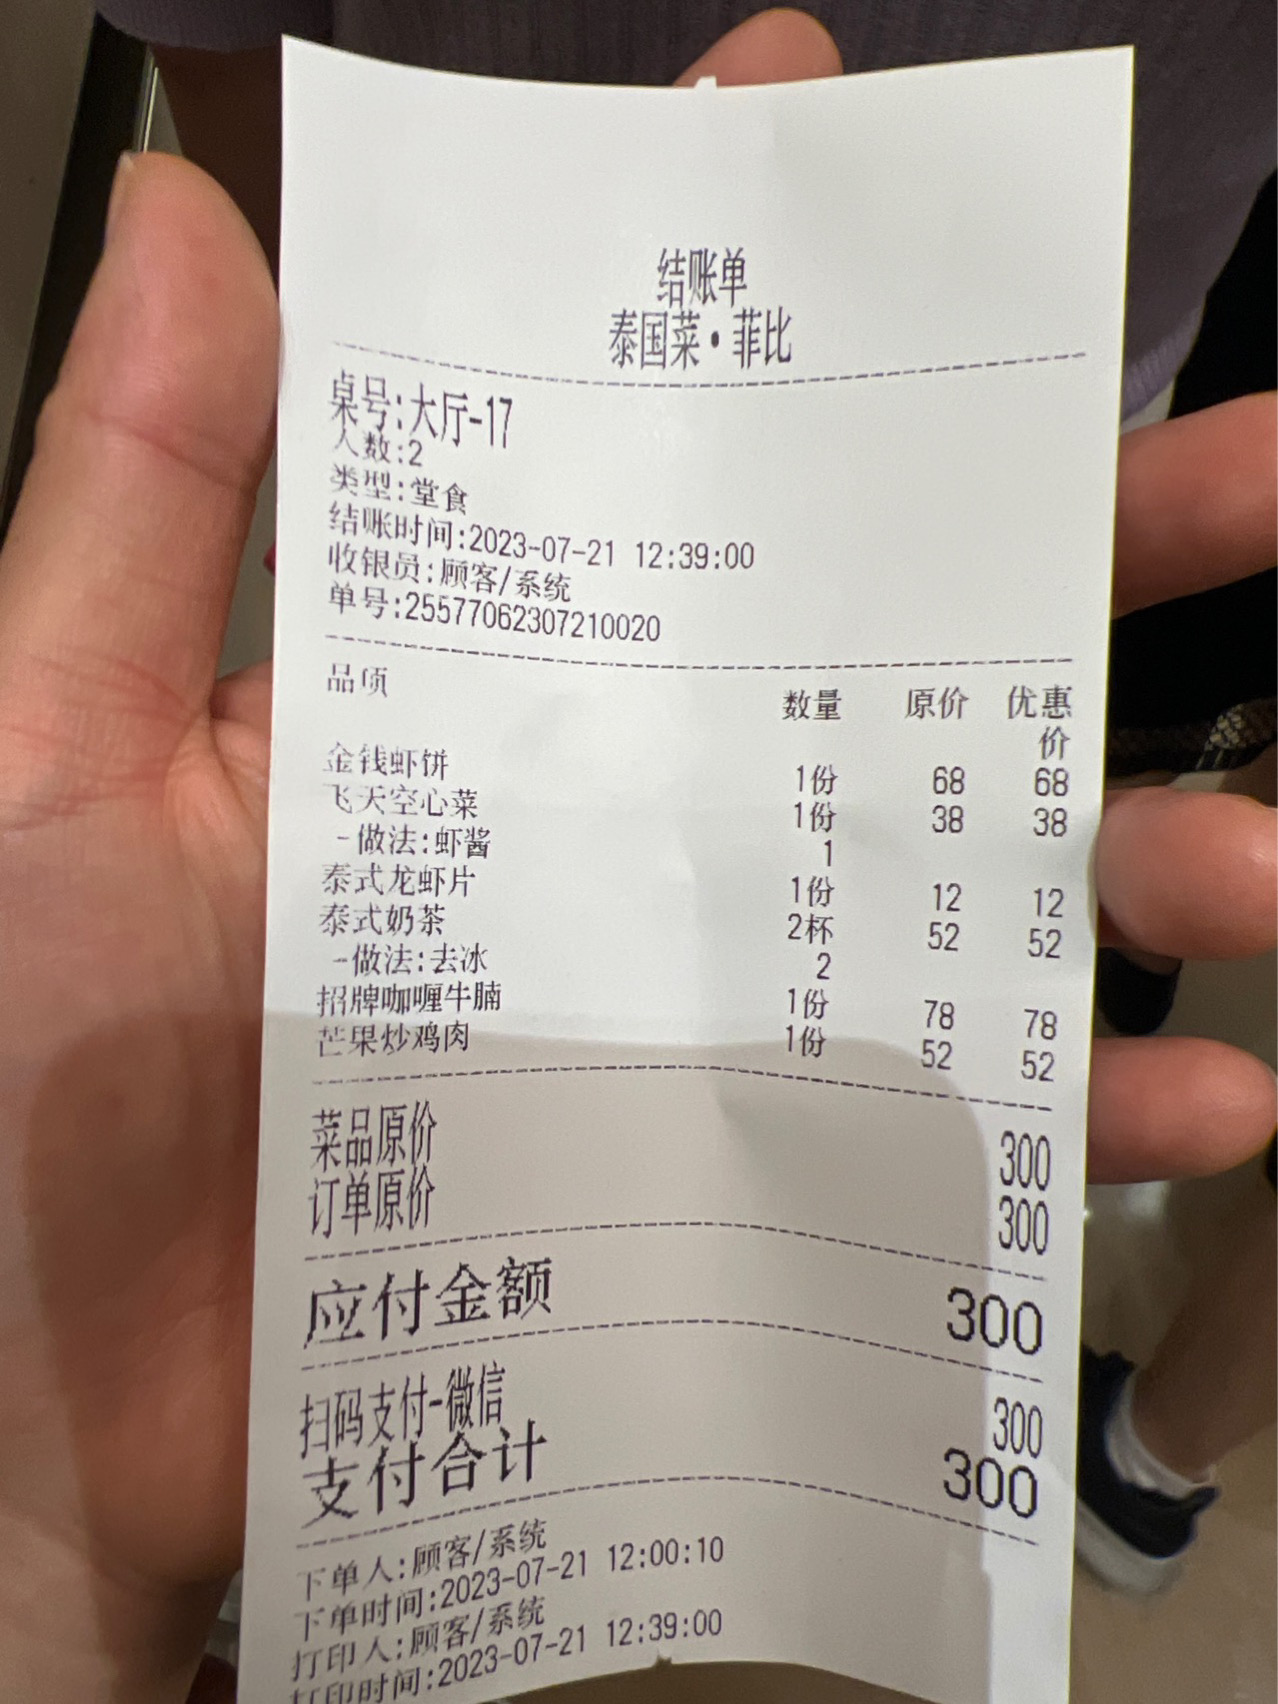 结账单
泰国菜·菲比
桌号:大厅-17
人数:2
类型:堂食
结账时间:2023-07-21 12:39:00
收银员:顾客/系统
单号:25577062307210020
品项 数量 原价 优惠价
金钱虾饼 1份 68 68
飞天空心菜 1份 38 38
-做法:虾酱 1
泰式龙虾片 1份 12 12
泰式奶茶 2杯 52 52
-做法:去冰 2
招牌咖喱牛腩 1份 78 78
芒果炒鸡肉 1份 52 52
菜品原价 300
订单原价 300
应付金额 300
扫码支付-微信 300
支付合计 300
下单人:顾客/系统
下单时间:2023-07-21 12:00:10
打印人:顾客/系统
打印时间:2023-07-21 12:39:00